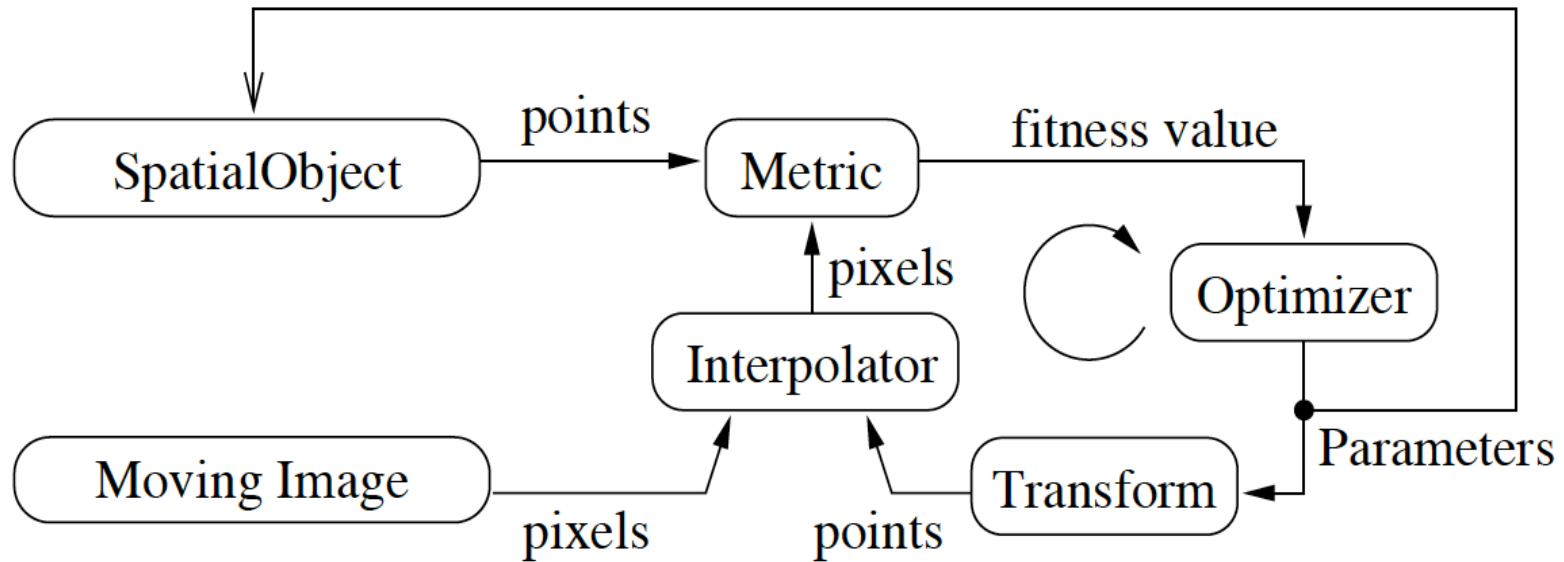 points
fitness value
SpatialObject
Metric
pixels
Optimizer
Interpolator
Parameters
Moving Image
Transform
pixels
points